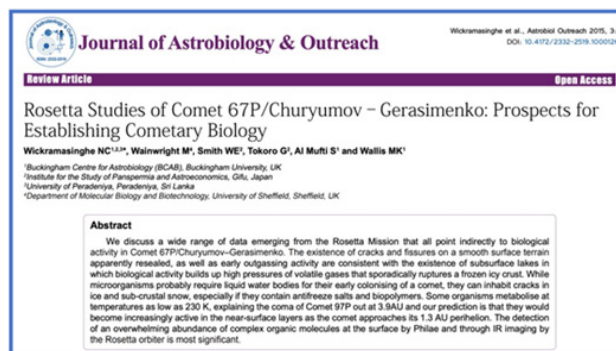 Wickramasinghe et al., Astrobiol Outreach 2015, 3:
DOI: 10.4172/2332-2519.1000126
Journal of Astrobiology & Outreach
Review Article
Open Access
Rosetta Studies of Comet 67P/Churyumov – Gerasimenko: Prospects for
Establishing Cometary Biology
Wickramasinghe NC1,2,3*, Wainwright M4, Smith WE2, Tokoro G2, Al Mufti S1 and Wallis MK1
1Buckingham Centre for Astrobiology (BCAB), Buckingham University, UK
2Institute for the Study of Panspermia and Astroeconomics, Gifu, Japan
3University of Peradeniya, Peradeniya, Sri Lanka
4Department of Molecular Biology and Biotechnology, University of Sheffield, Sheffield, UK
Abstract
We discuss a wide range of data emerging from the Rosetta Mission that all point indirectly to biological
activity in Comet 67P/Churyumov–Gerasimenko. The existence of cracks and fissures on a smooth surface terrain
apparently revealed, as well as early outgassing activity are consistent with the existence of subsurface lakes in
which biological activity builds up high pressures of volatile gases that sporadically ruptures a frozen icy crust. While
microorganisms probably require liquid water bodies for their early colonising of a comet, they can inhabit cracks in
ice and sub-crustal snow, especially if they contain antifreeze salts and biopolymers. Some organisms metabolise at
temperatures as low as 230 K, explaining the coma of Comet 97P out at 3.9AU and our prediction is that they would
become increasingly active in the near-surface layers as the comet approaches its 1.3 AU perihelion. The detection
of an overwhelming abundance of complex organic molecules at the surface by Philae and through IR imaging by
the Rosetta orbiter is most significant.